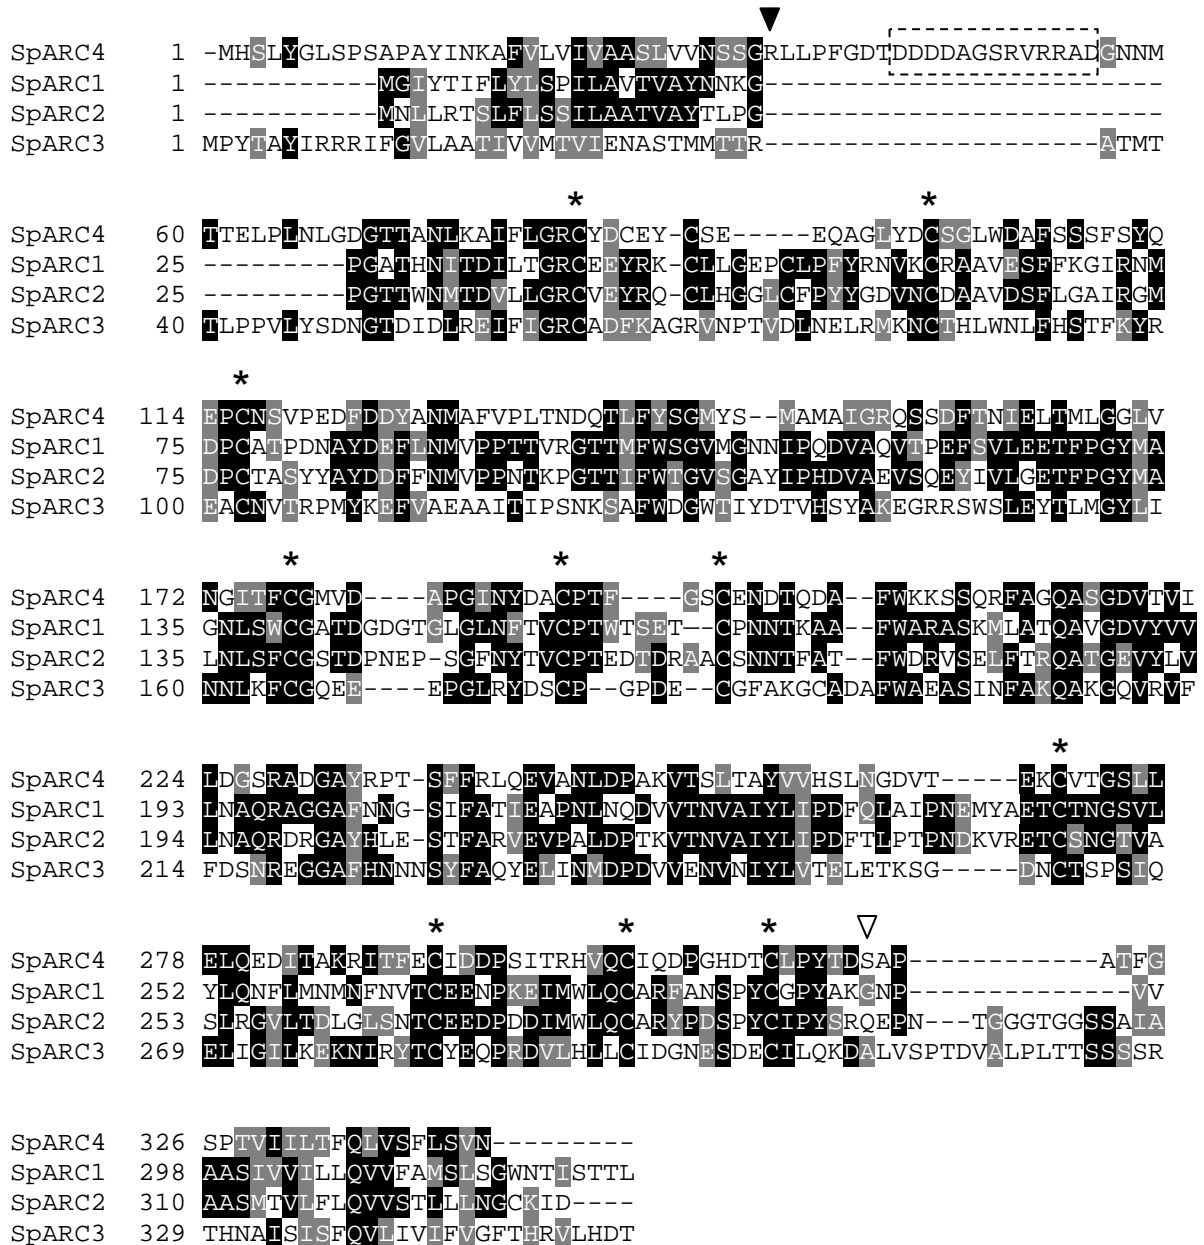 SpARC4 1 -MHSLYGLSPSAPAYINKAFVLVIVAASLVVNSSGRLLPFGDTDDDDAGSRVRRADGNNM
SpARC1 1 -----------MGIYTIFLYLSPILAVTVAYNNKG-------------------------
SpARC2 1 -----------MNLLRTSLFLSSILAATVAYTLPG-------------------------
SpARC3 1 MPYTAYIRRRIFGVLAATIVVMTVIENASTMMTTR---------------------ATMT
* *
SpARC4 60 TTELPLNLGDGTTANLKAIFLGRCYDCEY-CSE-----EQAGLYDCSGLWDAFSSSFSYQ
SpARC1 25 ---------PGATHNITDILTGRCEEYRK-CLLGEPCLPFYRNVKCRAAVESFFKGIRNM
SpARC2 25 ---------PGTTWNMTDVLLGRCVEYRQ-CLHGGLCFPYYGDVNCDAAVDSFLGAIRGM
SpARC3 40 TLPPVLYSDNGTDIDLREIFIGRCADFKAGRVNPTVDLNELRMKNCTHLWNLFHSTFKYR
*
SpARC4 114 EPCNSVPEDFDDYANMAFVPLTNDQTLFYSGMYS--MAMAIGRQSSDFTNIELTMLGGLV
SpARC1 75 DPCATPDNAYDEFLNMVPPTTVRGTTMFWSGVMGNNIPQDVAQVTPEFSVLEETFPGYMA
SpARC2 75 DPCTASYYAYDDFFNMVPPNTKPGTTIFWTGVSGAYIPHDVAEVSQEYIVLGETFPGYMA
SpARC3 100 EACNVTRPMYKEFVAEAAITIPSNKSAFWDGWTIYDTVHSYAKEGRRSWSLEYTLMGYLI
* * *
SpARC4 172 NGITFCGMVD----APGINYDACPTF----GSCENDTQDA--FWKKSSQRFAGQASGDVTVI
SpARC1 135 GNLSWCGATDGDGTGLGLNFTVCPTWTSET--CPNNTKAA--FWARASKMLATQAVGDVYVV
SpARC2 135 LNLSFCGSTDPNEP-SGFNYTVCPTEDTDRAACSNNTFAT--FWDRVSELFTRQATGEVYLV
SpARC3 160 NNLKFCGQEE----EPGLRYDSCP--GPDE--CGFAKGCADAFWAEASINFAKQAKGQVRVF
*
SpARC4 224 LDGSRADGAYRPT-SFFRLQEVANLDPAKVTSLTAYVVHSLNGDVT-----EKCVTGSLL
SpARC1 193 LNAQRAGGAFNNG-SIFATIEAPNLNQDVVTNVAIYLIPDFQLAIPNEMYAETCTNGSVL
SpARC2 194 LNAQRDRGAYHLE-STFARVEVPALDPTKVTNVAIYLIPDFTLPTPNDKVRETCSNGTVA
SpARC3 214 FDSNREGGAFHNNNSYFAQYELINMDPDVVENVNIYLVTELETKSG-----DNCTSPSIQ
* * *
SpARC4 278 ELQEDITAKRITFECIDDPSITRHVQCIQDPGHDTCLPYTDSAP------------ATFG
SpARC1 252 YLQNFLMNMNFNVTCEENPKEIMWLQCARFANSPYCGPYAKGNP--------------VV
SpARC2 253 SLRGVLTDLGLSNTCEEDPDDIMWLQCARYPDSPYCIPYSRQEPN---TGGGTGGSSAIA
SpARC3 269 ELIGILKEKNIRYTCYEQPRDVLHLLCIDGNESDECILQKDALVSPTDVALPLTTSSSSR
SpARC4 326 SPTVIILTFQLVSFLSVN---------
SpARC1 298 AASIVVILLQVVFAMSLSGWNTISTTL
SpARC2 310 AASMTVLFLQVVSTLLLNGCKID----
SpARC3 329 THNAISISFQVLIVIFVGFTHRVLHDT